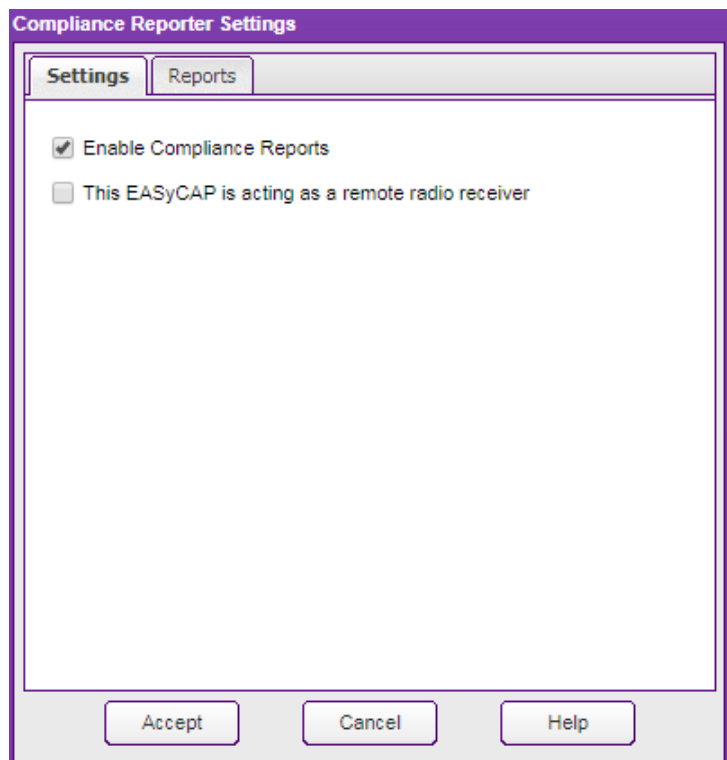 Compliance Reporter Settings
Settings Reports
Enable Compliance Reports
This EASyCAP is acting as a remote radio receiver
Accept Cancel Help